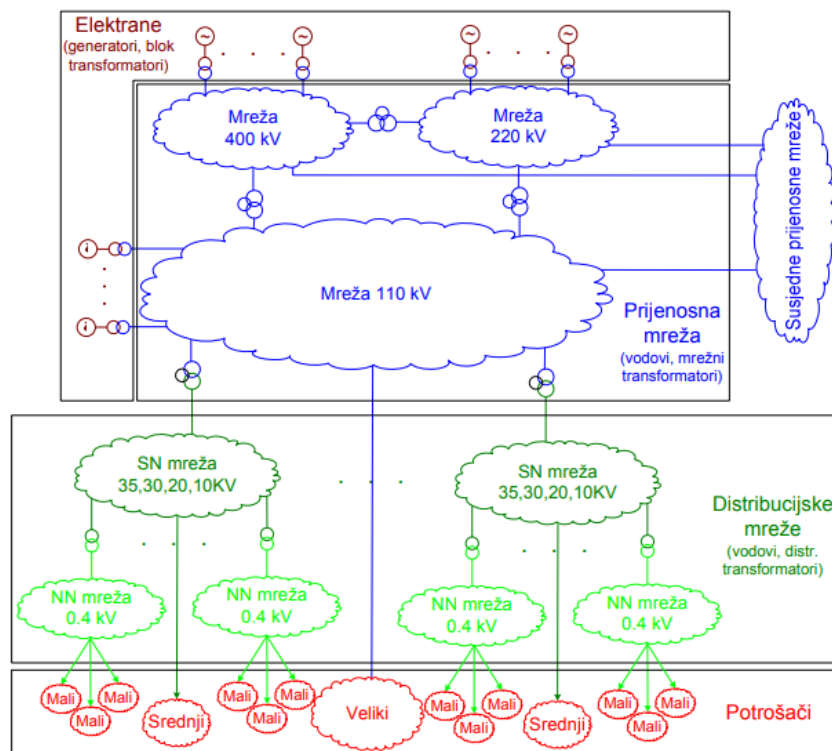 Elektrane
(generatori, blok
transformatori)
~
~
~
~
Mreža
400 kV
Mreža
220 kV
Susjedne prijenosne mreže
Mreža 110 kV
Prijenosna
mreža
(vodovi, mrežni
transformatori)
SN mreža
35,30,20,10KV
SN mreža
35,30,20,10KV
Distribucijske
mreže
(vodovi, distr.
transformatori)
NN mreža
0.4 kV
NN mreža
0.4 kV
NN mreža
0.4 kV
NN mreža
0.4 kV
Mali
Mali
Mali
Srednji
Mali
Mali
Mali
Veliki
Mali
Mali
Mali
Srednji
Mali
Mali
Mali
Potrošači